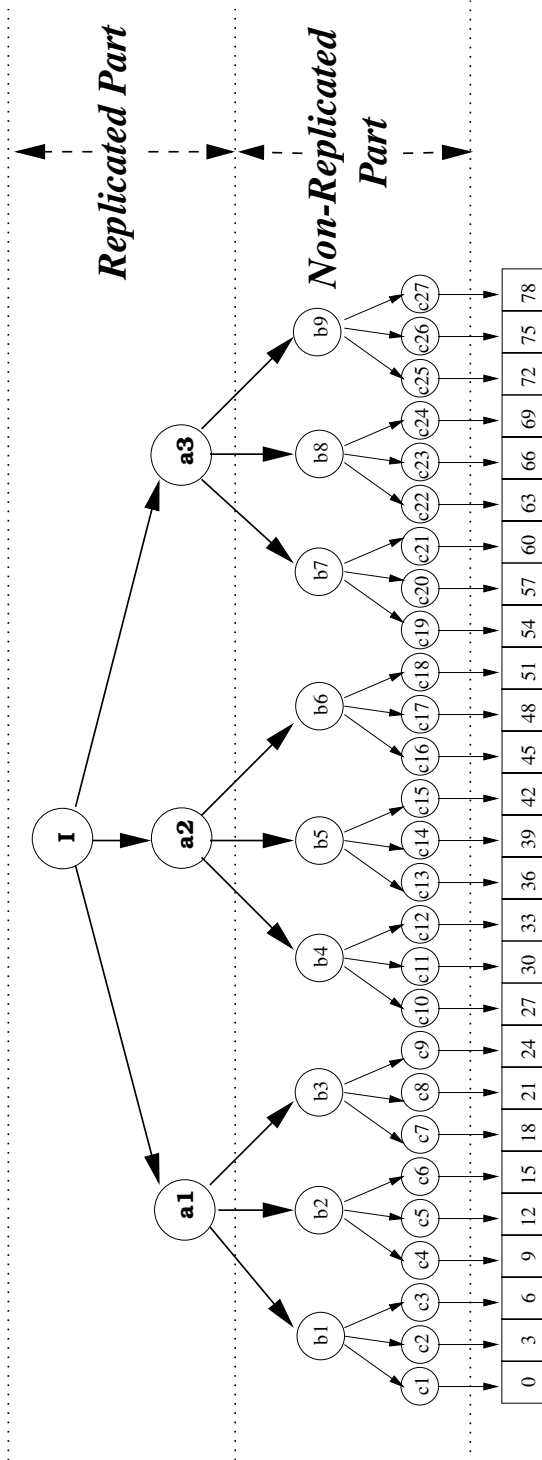 Replicated Part
Non-Replicated
Part
I
a1 a2 a3
b1 b2 b3 b4 b5 b6 b7 b8 b9
c1 c2 c3 c4 c5 c6 c7 c8 c9 c10 c11 c12 c13 c14 c15 c16 c17 c18 c19 c20 c21 c22 c23 c24 c25 c26 c27
0 3 6 9 12 15 18 21 24 27 30 33 36 39 42 45 48 51 54 57 60 63 66 69 72 75 78